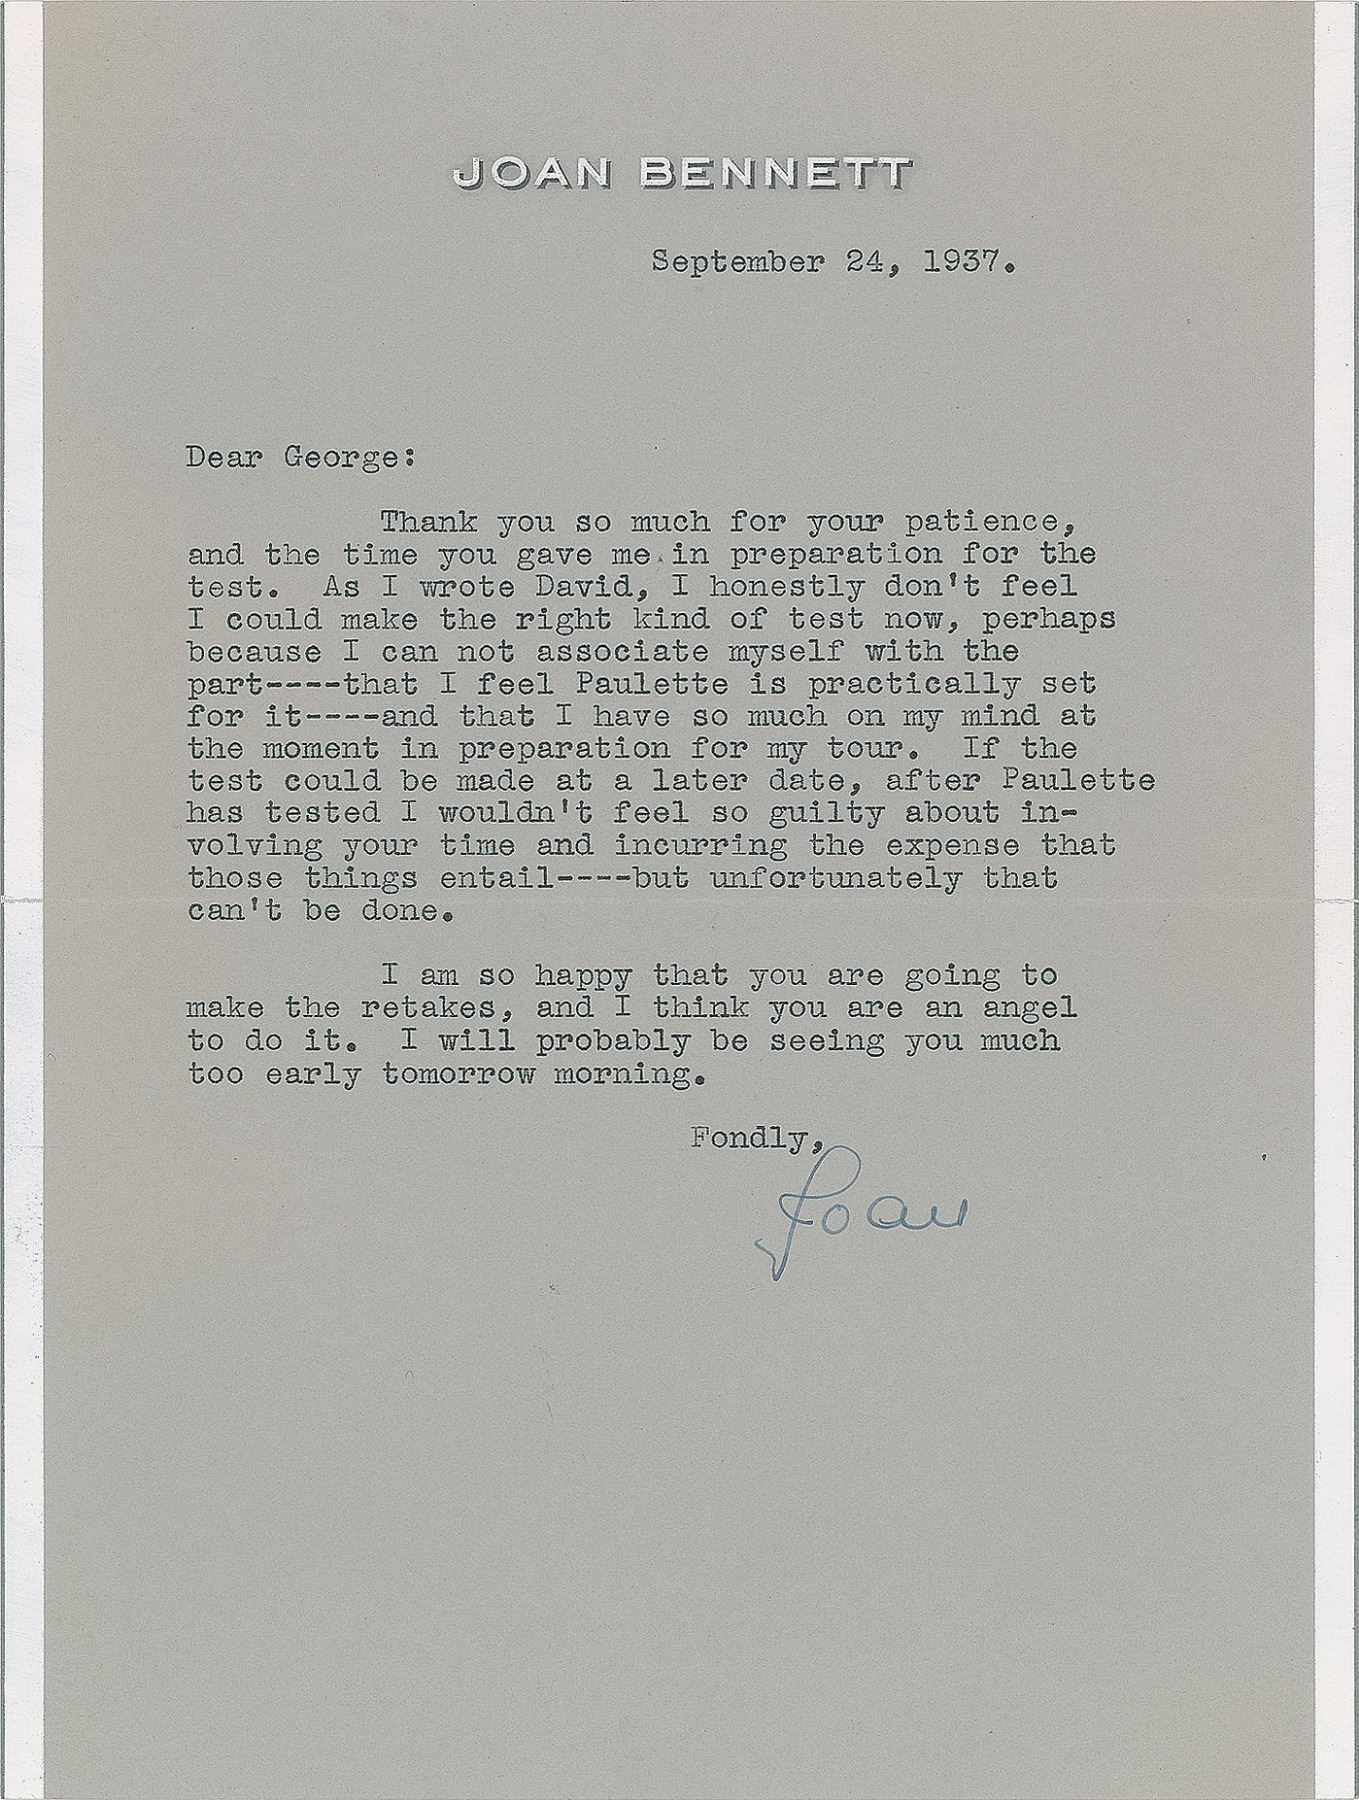 JOAN BENNETT
September 24, 1937.
Dear George:
Thank you so much for your patience,
and the time you gave me in preparation for the
test.  As I wrote David, I honestly don't feel
I could make the right kind of test now, perhaps
because I can not associate myself with the
part----that I feel Paulette is practically set
for it----and that I have so much on my mind at
the moment in preparation for my tour.  If the
test could be made at a later date, after Paulette
has tested I wouldn't feel so guilty about in-
volving your time and incurring the expense that
those things entail----but unfortunately that
can't be done.
I am so happy that you are going to
make the retakes, and I think you are an angel
to do it.  I will probably be seeing you much
too early tomorrow morning.
Fondly,
Joan